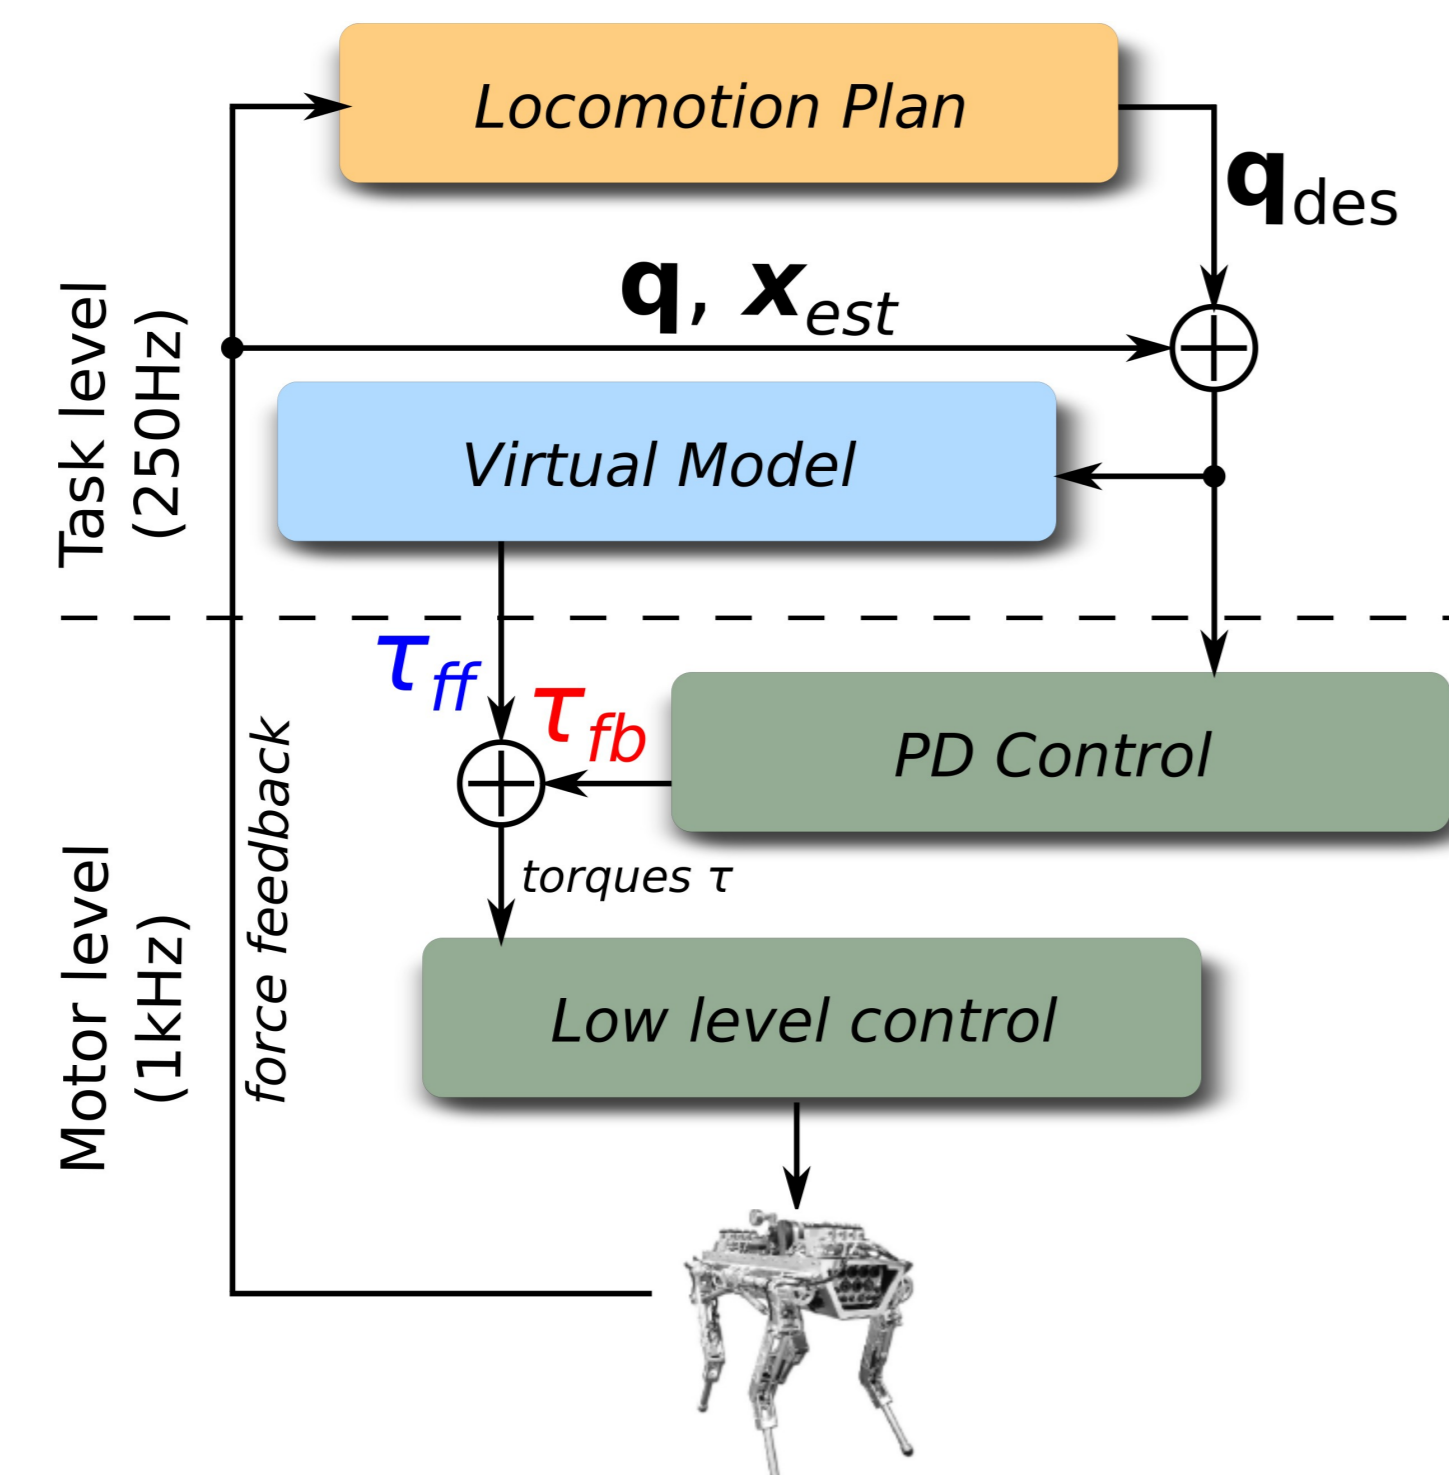 Locomotion Plan
q_des
q, x_est
Task level
(250Hz)
Virtual Model
τ_ff
τ_fb
PD Control
force feedback
torques τ
Motor level
(1kHz)
Low level control